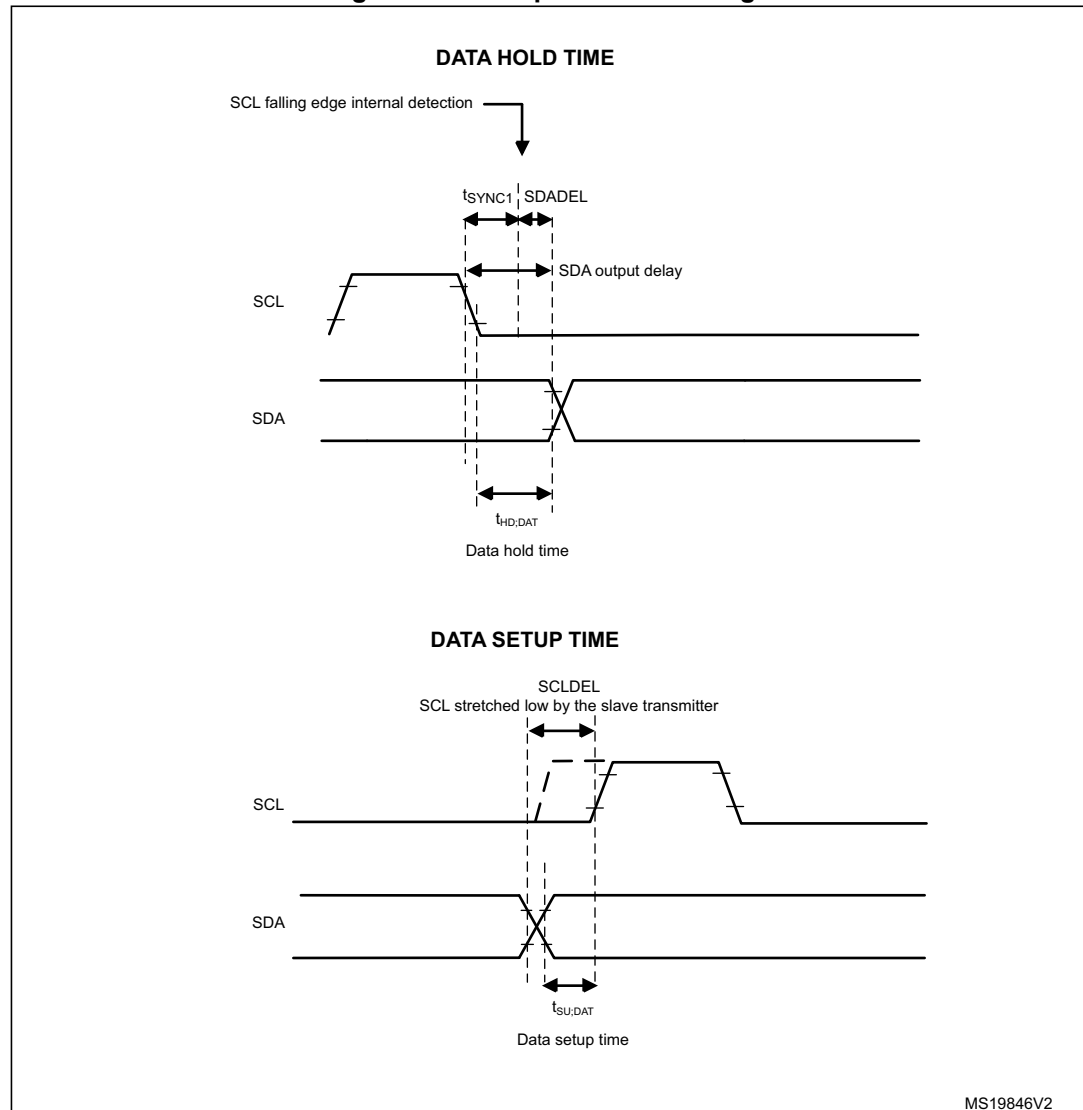 DATA HOLD TIME
SCL falling edge internal detection
tSYNC1 SDADEL
SDA output delay
SCL
SDA
tHD;DAT
Data hold time
DATA SETUP TIME
SCLDEL
SCL stretched low by the slave transmitter
SCL
SDA
tSU;DAT
Data setup time
MS19846V2